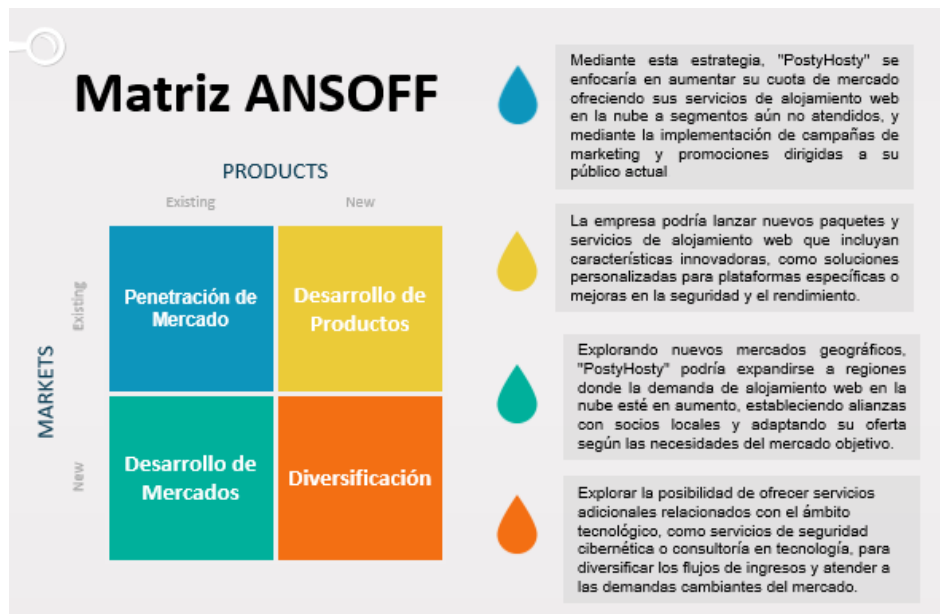 Matriz ANSOFF
PRODUCTS
Existing
New
MARKETS
Existing
New
Penetración de
Mercado
Desarrollo de
Productos
Desarrollo de
Mercados
Diversificación
Mediante esta estrategia, "PostyHosty" se
enfocaría en aumentar su cuota de mercado
ofreciendo sus servicios de alojamiento web
en la nube a segmentos aún no atendidos, y
mediante la implementación de campañas de
marketing y promociones dirigidas a su
público actual
La empresa podría lanzar nuevos paquetes y
servicios de alojamiento web que incluyan
características innovadoras, como soluciones
personalizadas para plataformas específicas o
mejoras en la seguridad y el rendimiento.
Explorando nuevos mercados geográficos,
"PostyHosty" podría expandirse a regiones
donde la demanda de alojamiento web en la
nube esté en aumento, estableciendo alianzas
con socios locales y adaptando su oferta
según las necesidades del mercado objetivo.
Explorar la posibilidad de ofrecer servicios
adicionales relacionados con el ámbito
tecnológico, como servicios de seguridad
cibernética o consultoría en tecnología, para
diversificar los flujos de ingresos y atender a
las demandas cambiantes del mercado.